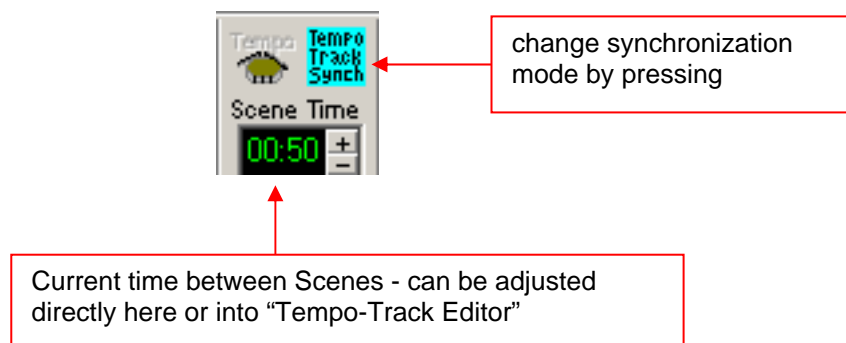 Tempo
Tempo
Track
Synch
change synchronization
mode by pressing
Scene Time
00:50 +
−
Current time between Scenes - can be adjusted
directly here or into “Tempo-Track Editor”